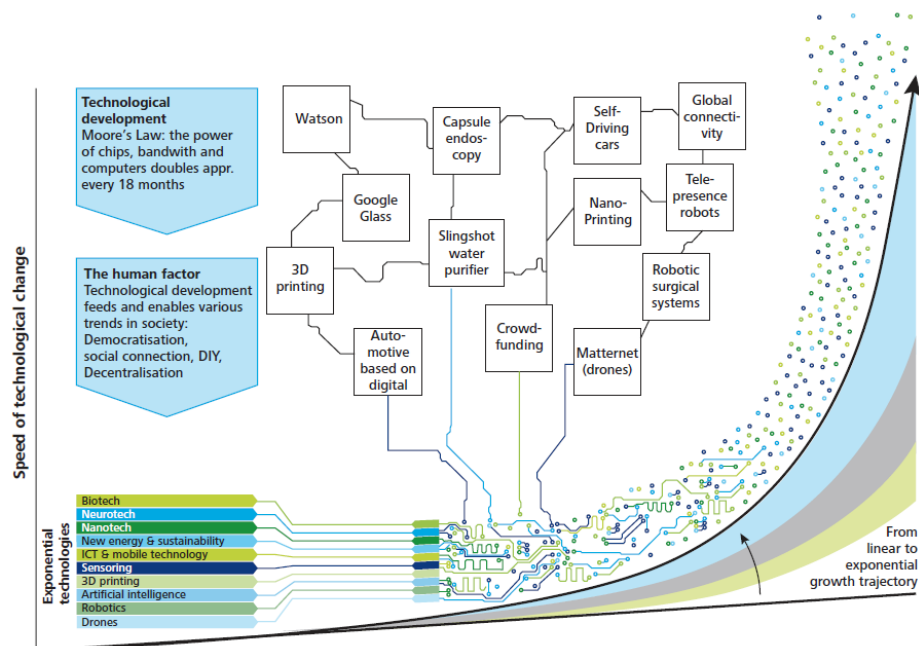 Speed of technological change
Technological
development
Moore's Law: the power
of chips, bandwith and
computers doubles appr.
every 18 months
The human factor
Technological development
feeds and enables various
trends in society:
Democratisation,
social connection, DIY,
Decentralisation
Watson
Capsule
endos-
copy
Self-
Driving
cars
Global
connecti-
vity
Google
Glass
Nano-
Printing
Tele-
presence
robots
3D
printing
Slingshot
water
purifier
Robotic
surgical
systems
Auto-
motive
based on
digital
Crowd-
funding
Matternet
(drones)
Exponential
technologies
Biotech
Neurotech
Nanotech
New energy & sustainability
ICT & mobile technology
Sensoring
3D printing
Artificial intelligence
Robotics
Drones
From
linear to
exponential
growth trajectory